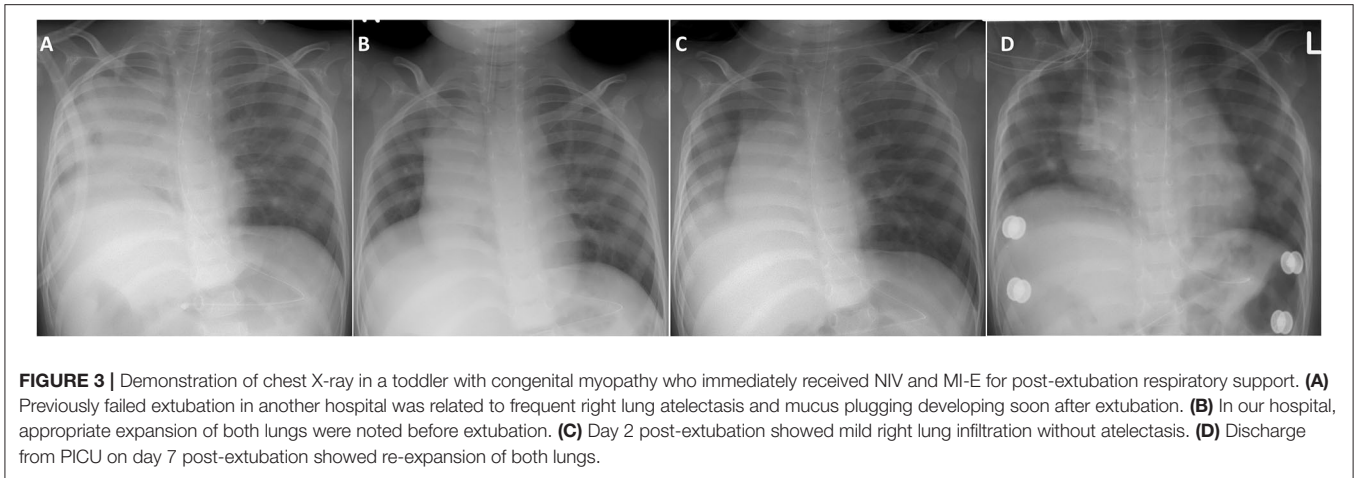 A B C D L
FIGURE 3 | Demonstration of chest X-ray in a toddler with congenital myopathy who immediately received NIV and MI-E for post-extubation respiratory support. (A)
Previously failed extubation in another hospital was related to frequent right lung atelectasis and mucus plugging developing soon after extubation. (B) In our hospital,
appropriate expansion of both lungs were noted before extubation. (C) Day 2 post-extubation showed mild right lung infiltration without atelectasis. (D) Discharge
from PICU on day 7 post-extubation showed re-expansion of both lungs.